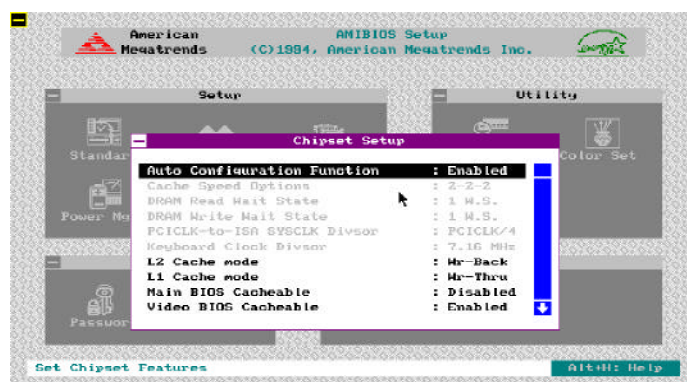 American
Megatrends
AMIBIOS Setup
(C)1994, American Megatrends Inc.
Setup
Utility
Standar
Color Set
Power Mg
Passwor
Chipset Setup
Auto Configuration Function : Enabled
Cache Speed Options : 2-2-2
DRAM Read Wait State : 1 W.S.
DRAM Write Wait State : 1 W.S.
PCICLK-to-ISA SYSCLK Divsor : PCICLK/4
Keyboard Clock Divsor : 7.16 MHz
L2 Cache mode : Wr-Back
L1 Cache mode : Wr-Thru
Main BIOS Cacheable : Disabled
Video BIOS Cacheable : Enabled
Set Chipset Features
Alt+H: Help